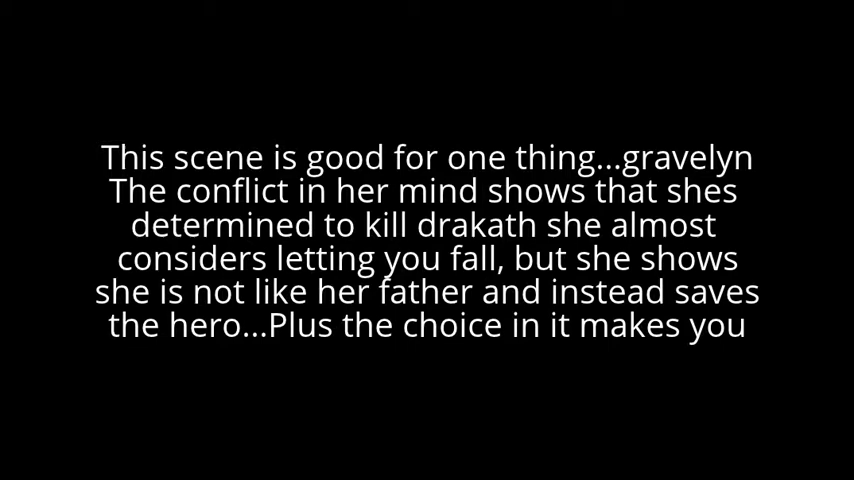 This scene is good for one thing...gravelyn
The conflict in her mind shows that shes
determined to kill drakath she almost
considers letting you fall, but she shows
she is not like her father and instead saves
the hero...Plus the choice in it makes you